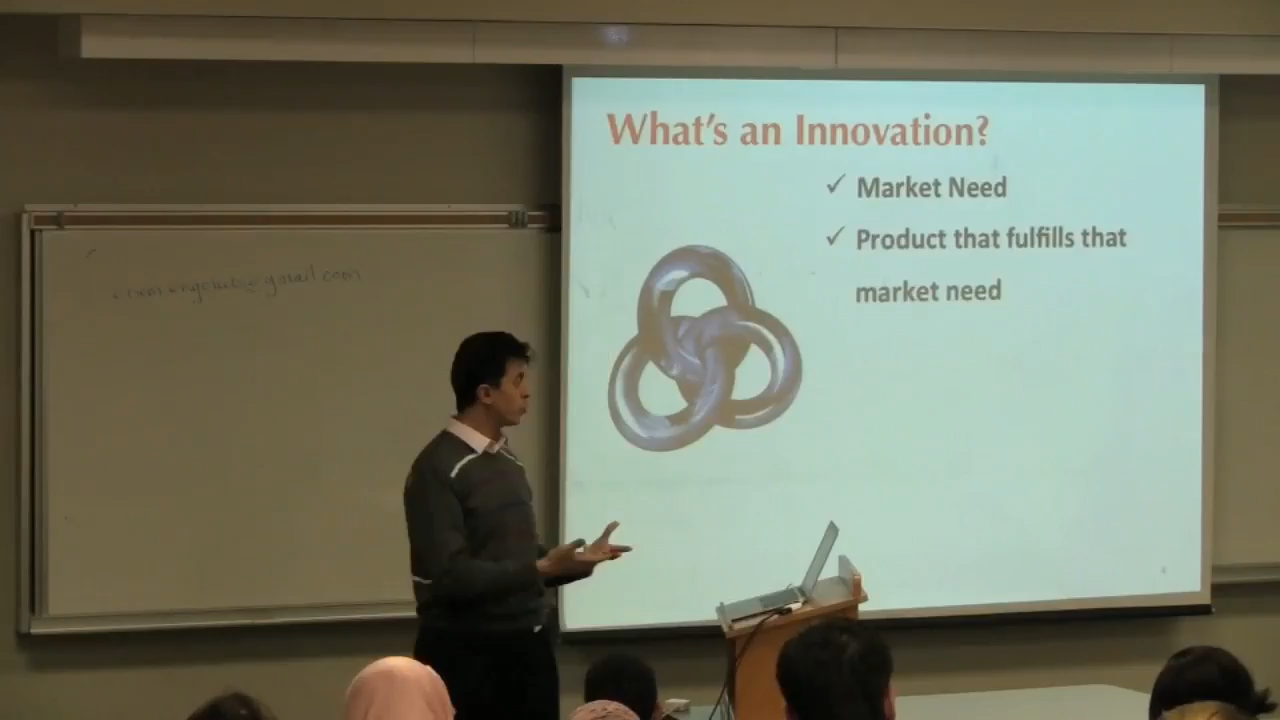 What's an Innovation?
✓ Market Need
✓ Product that fulfills that
market need